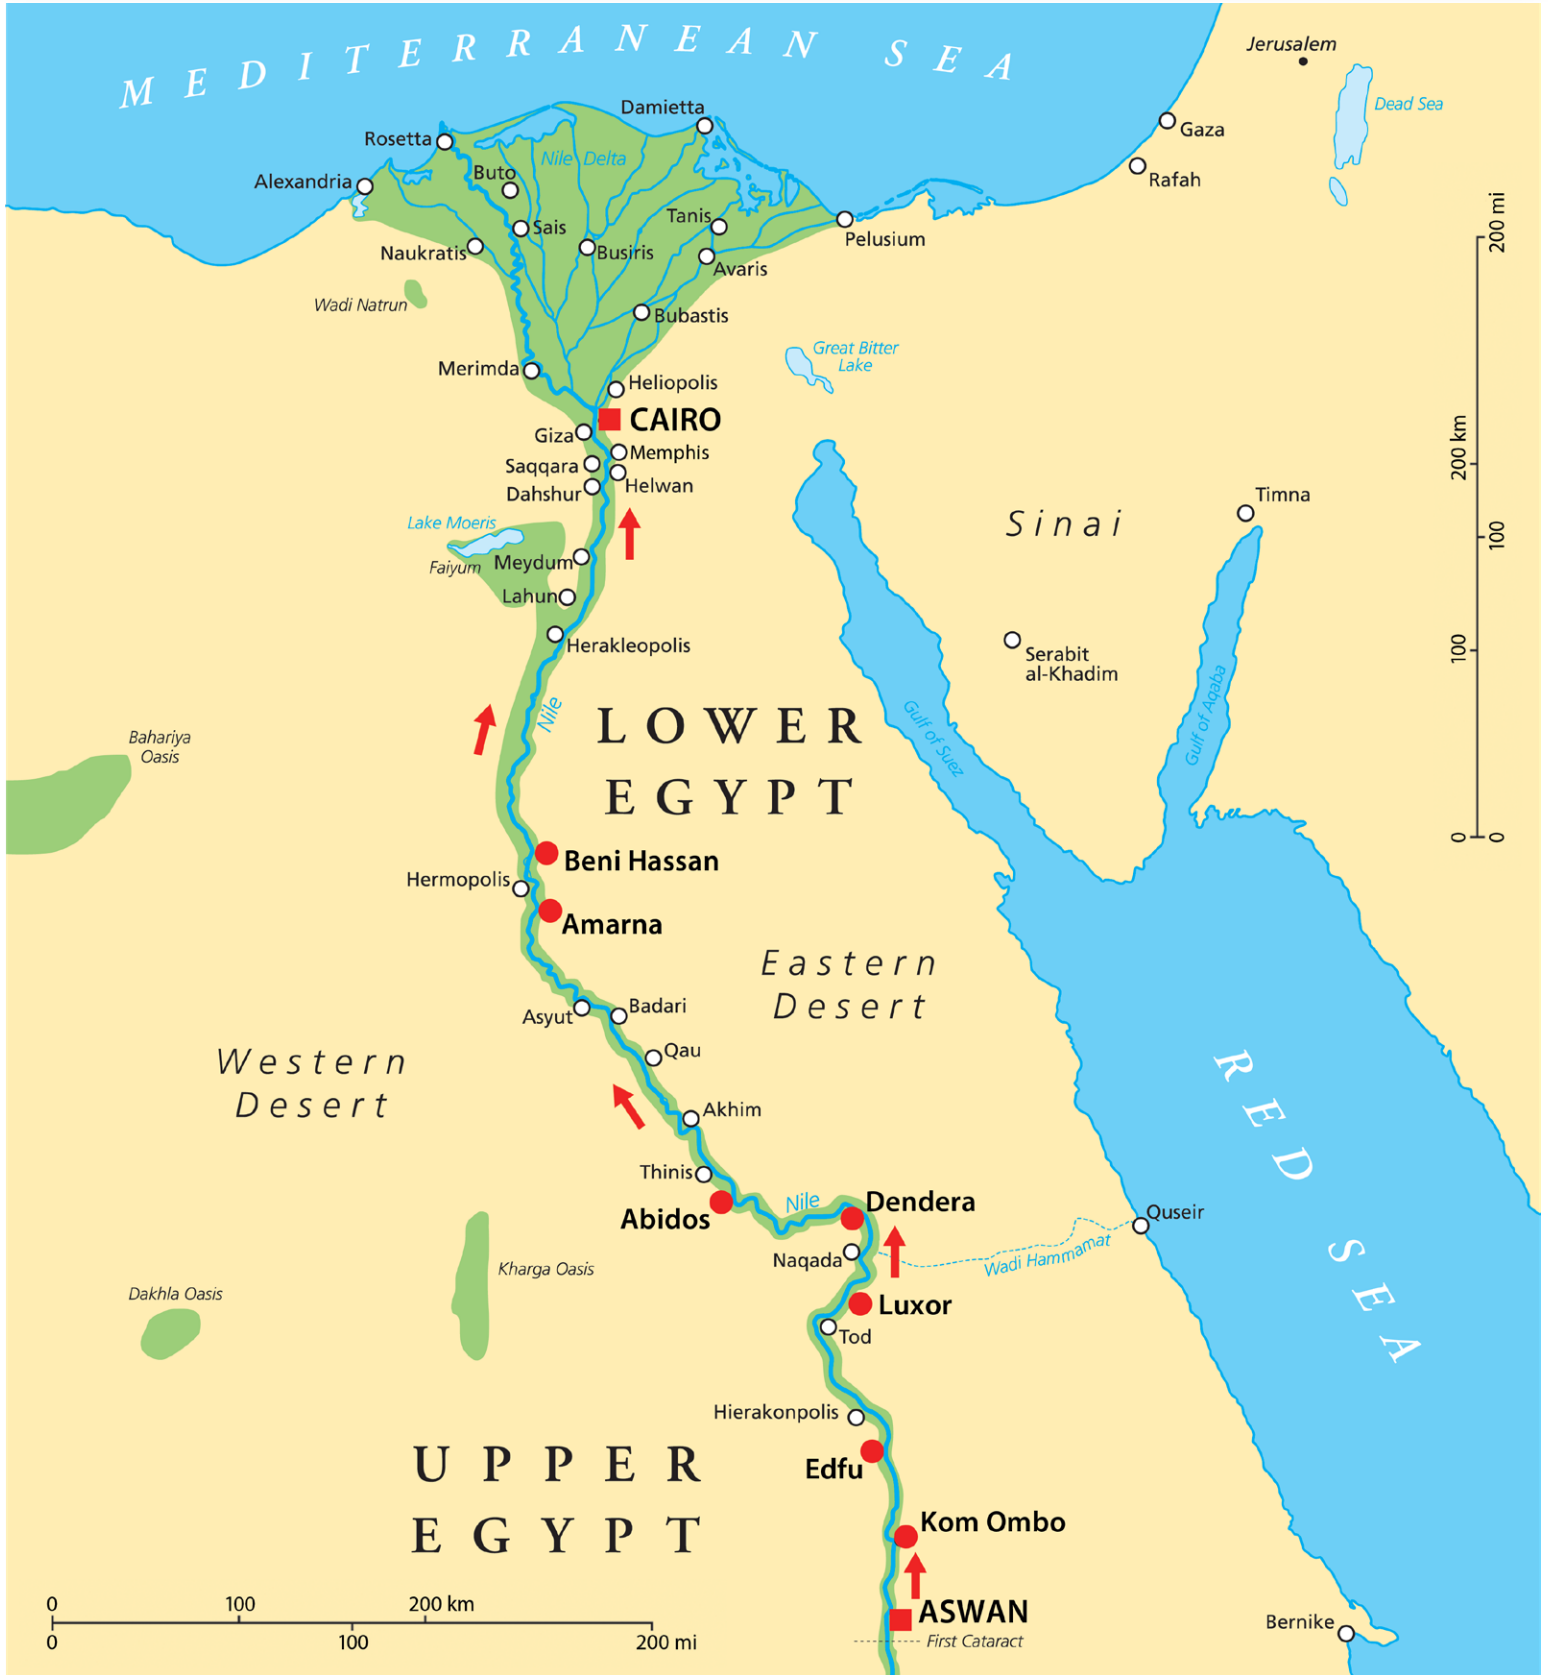 MEDITERRANEAN SEA
Jerusalem
Dead Sea
Damietta
Rosetta
Gaza
Nile Delta
Buto
Rafah
Alexandria
Tanis
Sais
Pelusium
Naukratis
Busiris
Avaris
200 mi
Wadi Natrun
Bubastis
Great Bitter
Lake
Merimda
Heliopolis
CAIRO
Giza
Memphis
200 km
Saqqara
Helwan
Dahshur
Timna
Lake Moeris
Sinai
100
Faiyum
Meydum
Lahun
Herakleopolis
Serabit
al-Khadim
100
Nile
LOWER
EGYPT
Gulf of Suez
Gulf of Aqaba
Bahariya
Oasis
0
0
Beni Hassan
Hermopolis
Amarna
Eastern
Desert
Asyut
Badari
Western
Desert
Qau
RED SEA
Akhim
Thinis
Abidos
Nile
Dendera
Quseir
Naqada
Wadi Hammamat
Kharga Oasis
Dakhla Oasis
Luxor
Tod
Hierakonpolis
UPPER
EGYPT
Edfu
Kom Ombo
0 100 200 km
0 100 200 mi
ASWAN
First Cataract
Bernike